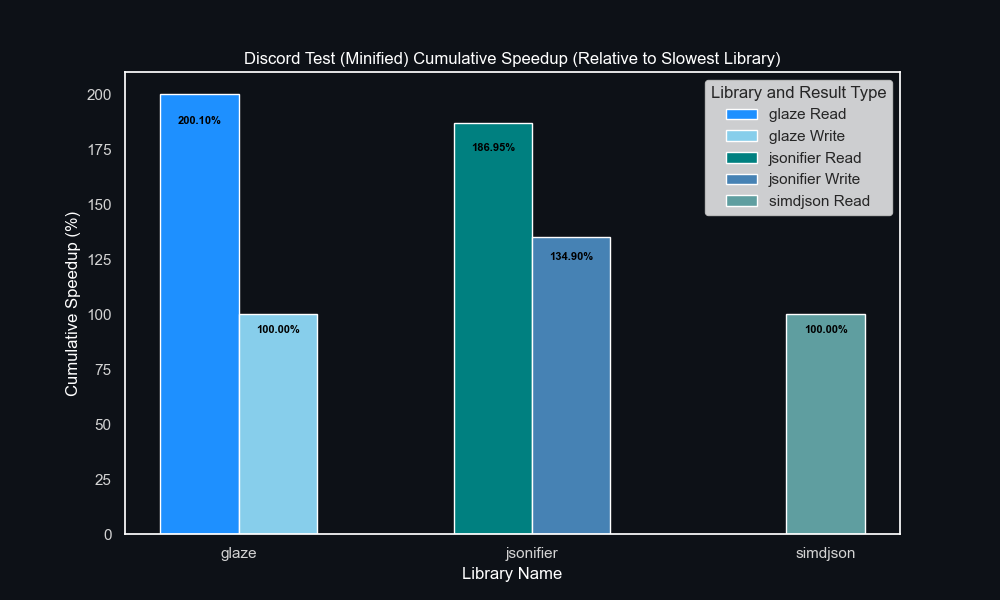 Discord Test (Minified) Cumulative Speedup (Relative to Slowest Library)
Library and Result Type
glaze Read
glaze Write
jsonifier Read
jsonifier Write
simdjson Read
Cumulative Speedup (%)
200
175
150
125
100
75
50
25
0
200.10%
100.00%
186.95%
134.90%
100.00%
glaze
jsonifier
simdjson
Library Name